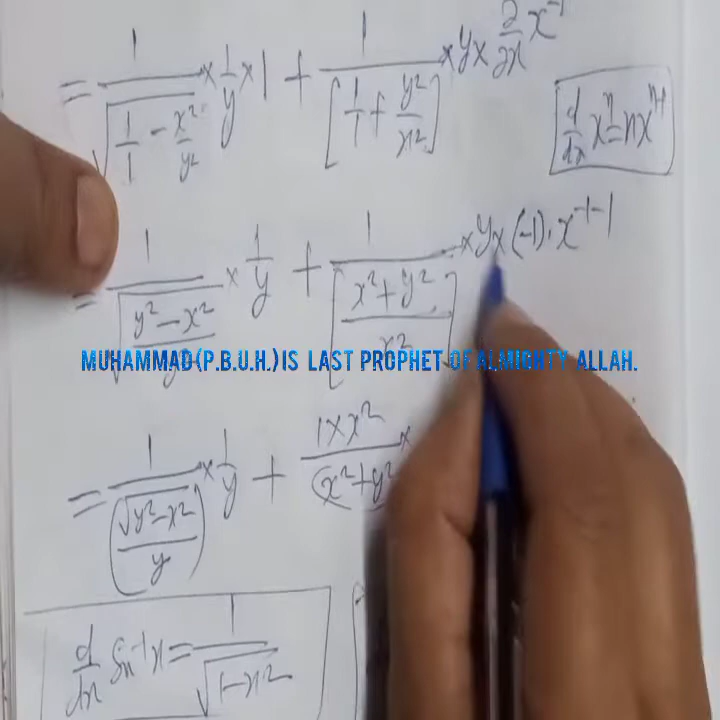 = 1/√(1/1 - x²/y²) × 1/y × 1 + 1/[1/1 + y²/x²] × y × ∂/∂x x⁻¹
d/dx xⁿ = nxⁿ⁻¹
= 1/√((y² - x²)/y²) × 1/y + 1/[(x² + y²)/x²] × y × (-1) · x⁻¹⁻¹
MUHAMMAD (P.B.U.H.) IS LAST PROPHET OF ALMIGHTY ALLAH.
= 1/(√(y² - x²)/y) × 1/y + 1 × x²/(x² + y² ×
d/dx Sin⁻¹x = 1/√(1 - x²)